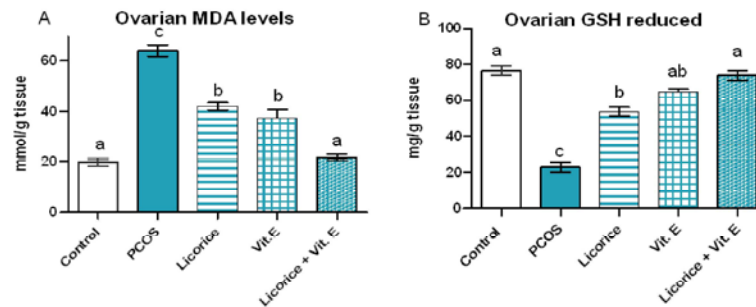 A
Ovarian MDA levels
mmol/g tissue
60
40
20
0
a
c
b
b
a
Control
PCOS
Licorice
Vit.E
Licorice + Vit. E
B
Ovarian GSH reduced
mg/g tissue
80
60
40
20
0
a
c
b
ab
a
Control
PCOS
Licorice
Vit. E
Licorice + Vit. E